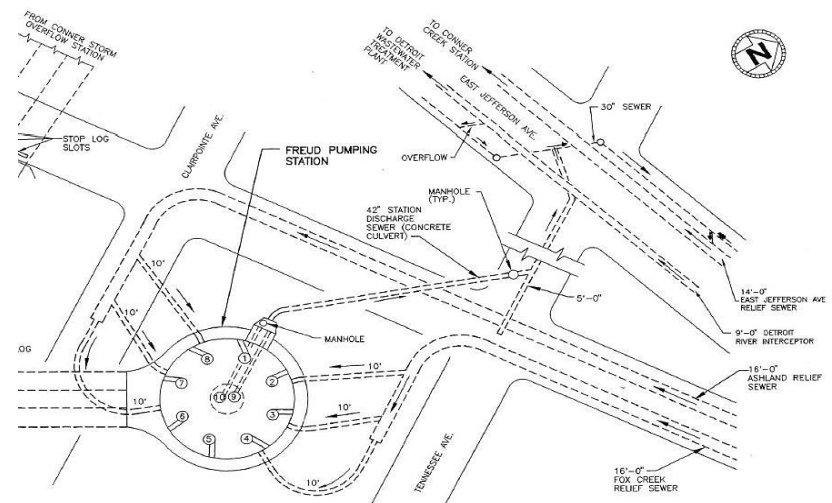 FROM CONNER STORM
OVERFLOW STATION
TO DETROIT
WASTEWATER
TREATMENT
PLANT
TO CONNER
CREEK STATION
EAST JEFFERSON AVE.
N
30" SEWER
STOP LOG
SLOTS
CLAIRPOINTE AVE.
FREUD PUMPING
STATION
OVERFLOW
MANHOLE
(TYP.)
42" STATION
DISCHARGE
SEWER (CONCRETE
CULVERT)
10'
10'
10'
MANHOLE
5'-0"
14'-0"
EAST JEFFERSON AVE
RELIEF SEWER
9'-0" DETROIT
RIVER INTERCEPTOR
OG
8
1
7
2
10
9
6
3
5
4
10'
10'
10'
16'-0"
ASHLAND RELIEF
SEWER
TENNESSEE AVE.
16'-0"
FOX CREEK
RELIEF SEWER